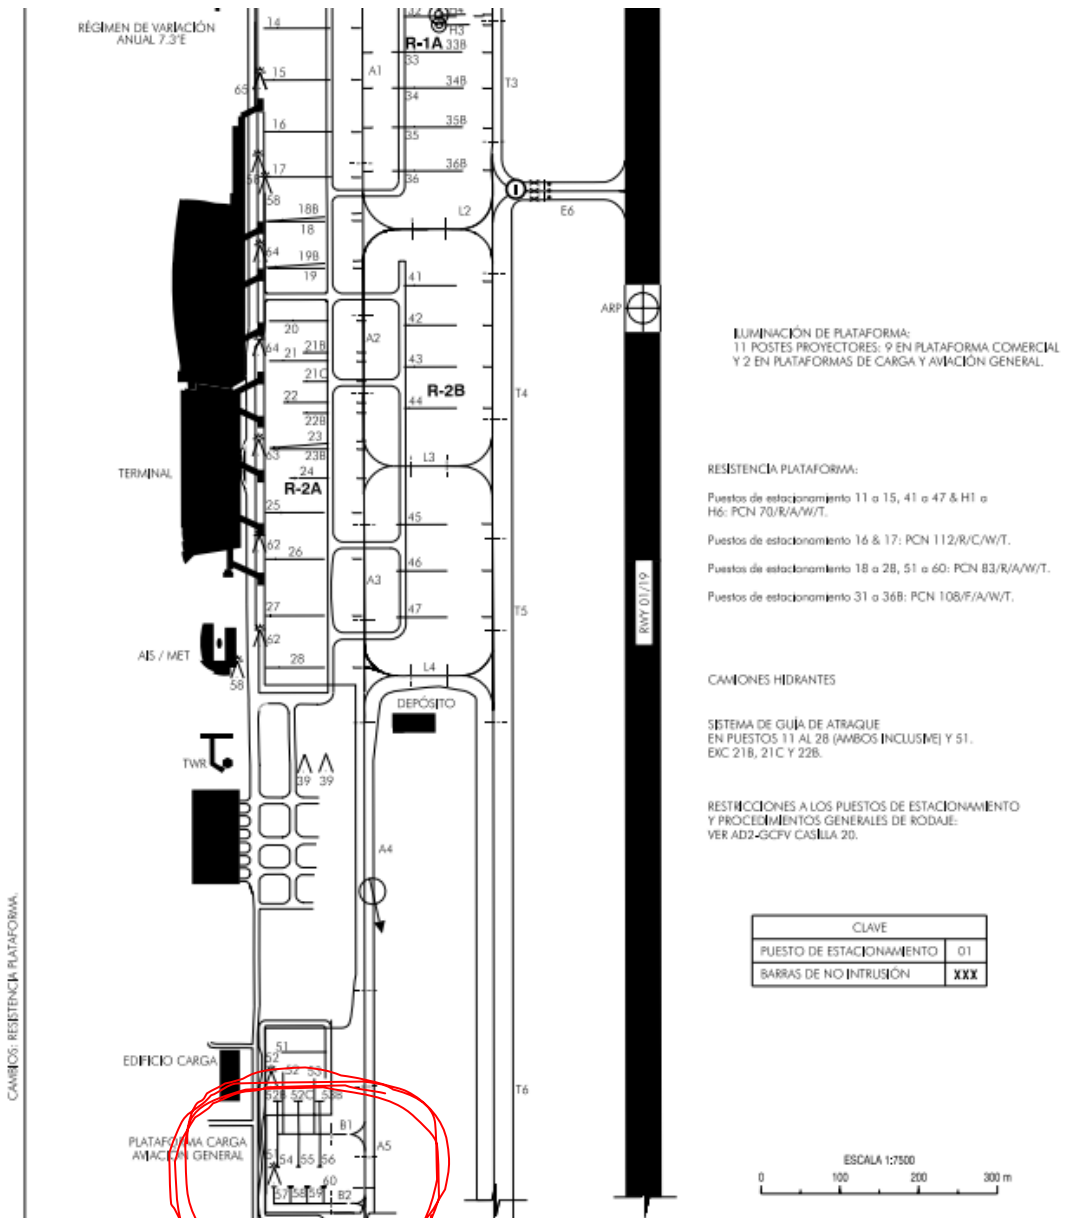 RÉGIMEN DE VARIACIÓN
ANUAL 7.3'E
14
R-1A
H3
33B
33
A1
15
65
34B
34
T3
16
35B
35
17
36B
36
58
58
18B
18
L2
E6
64
19B
19
41
ARP
20
42
A2
21B
21
64
43
21C
R-2B
T4
22
44
22B
23
23B
63
L3
24
R-2A
TERMINAL
25
45
62
26
46
A3
27
47
T5
RWY 01/19
62
AIS / MET
28
58
L4
DEPÓSITO
TWR
39
39
A4
ILUMINACIÓN DE PLATAFORMA:
11 POSTES PROYECTORES: 9 EN PLATAFORMA COMERCIAL
Y 2 EN PLATAFORMAS DE CARGA Y AVIACIÓN GENERAL.
RESISTENCIA PLATAFORMA:
Puestos de estacionamiento 11 a 15, 41 a 47 & H1 a
H6: PCN 70/R/A/W/T.
Puestos de estacionamiento 16 & 17: PCN 112/R/C/W/T.
Puestos de estacionamiento 18 a 28, 51 a 60: PCN 83/R/A/W/T.
Puestos de estacionamiento 31 a 36B: PCN 108/F/A/W/T.
CAMIONES HIDRANTES
SISTEMA DE GUÍA DE ATRAQUE
EN PUESTOS 11 AL 28 (AMBOS INCLUSIVE) Y 51.
EXC 21B, 21C Y 22B.
RESTRICCIONES A LOS PUESTOS DE ESTACIONAMIENTO
Y PROCEDIMIENTOS GENERALES DE RODAJE:
VER AD2-GCFV CASILLA 20.
CLAVE
PUESTO DE ESTACIONAMIENTO 01
BARRAS DE NO INTRUSIÓN XXX
CAMBIOS: RESISTENCIA PLATAFORMA.
EDIFICIO CARGA
51
52
52
53
52B
52C
53B
T6
B1
PLATAFORMA CARGA
AVIACIÓN GENERAL
A5
51
54
55
56
57
58
59
60
B2
ESCALA 1:7500
0 100 200 300 m